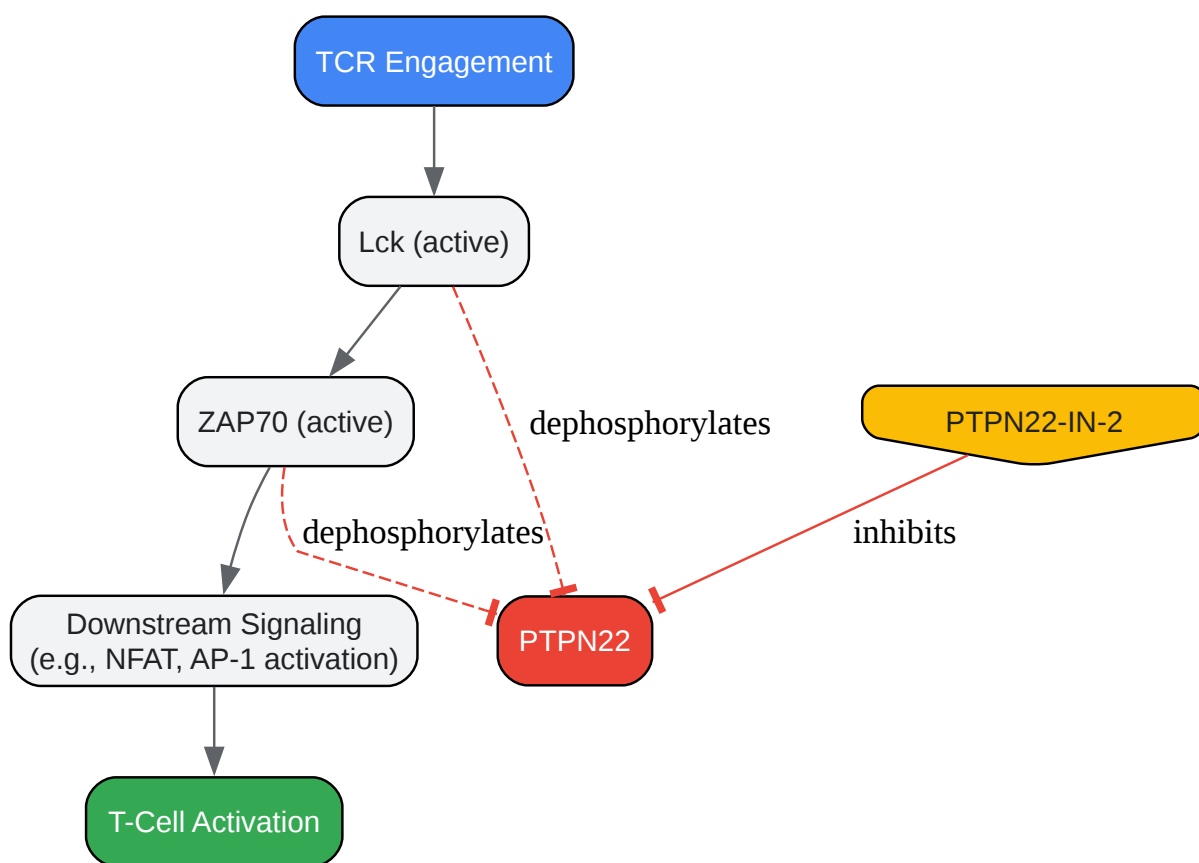 TCR Engagement
Lck (active)
ZAP70 (active)
dephosphorylates
PTPN22-IN-2
dephosphorylates
inhibits
Downstream Signaling
(e.g., NFAT, AP-1 activation)
PTPN22
T-Cell Activation